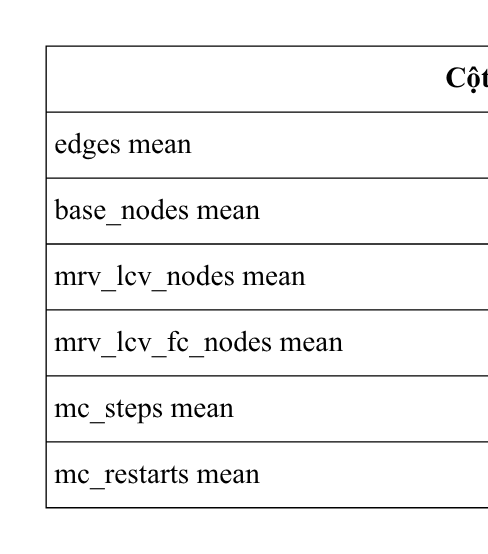 Cột
edges mean
base_nodes mean
mrv_lcv_nodes mean
mrv_lcv_fc_nodes mean
mc_steps mean
mc_restarts mean